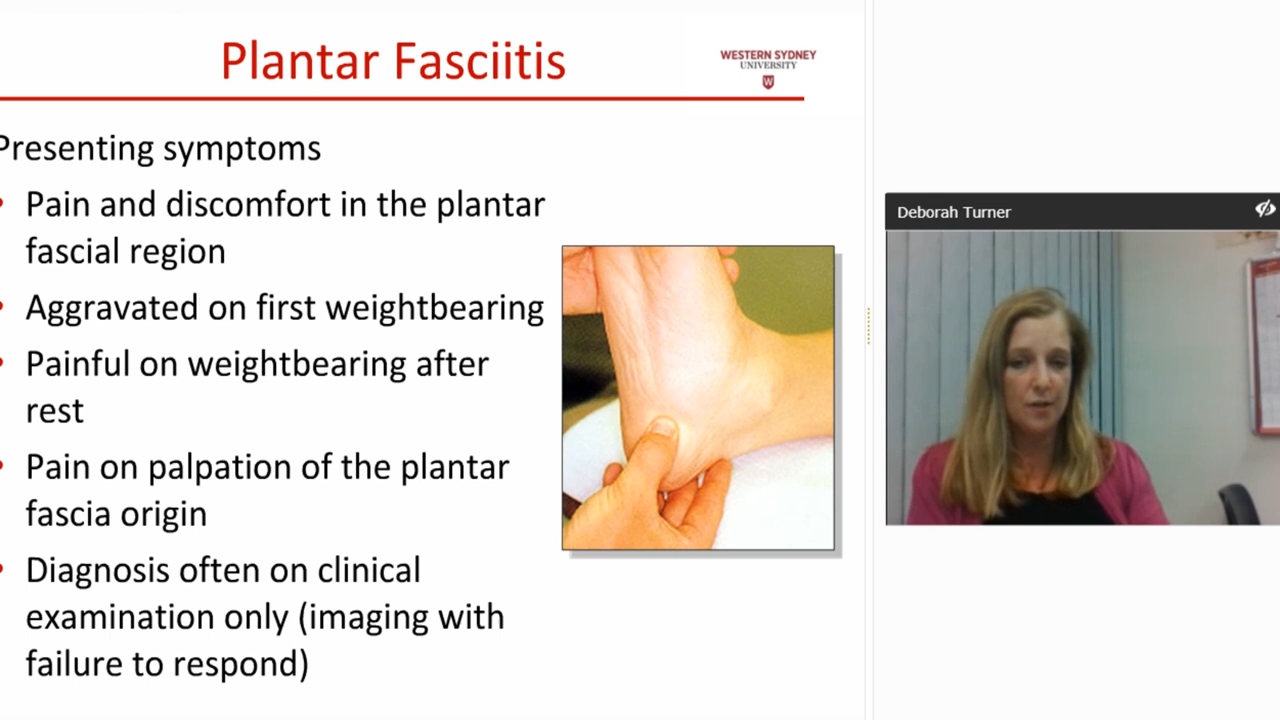 Plantar Fasciitis
WESTERN SYDNEY
UNIVERSITY
W
Presenting symptoms
• Pain and discomfort in the plantar
fascial region
• Aggravated on first weightbearing
• Painful on weightbearing after
rest
• Pain on palpation of the plantar
fascia origin
• Diagnosis often on clinical
examination only (imaging with
failure to respond)
Deborah Turner